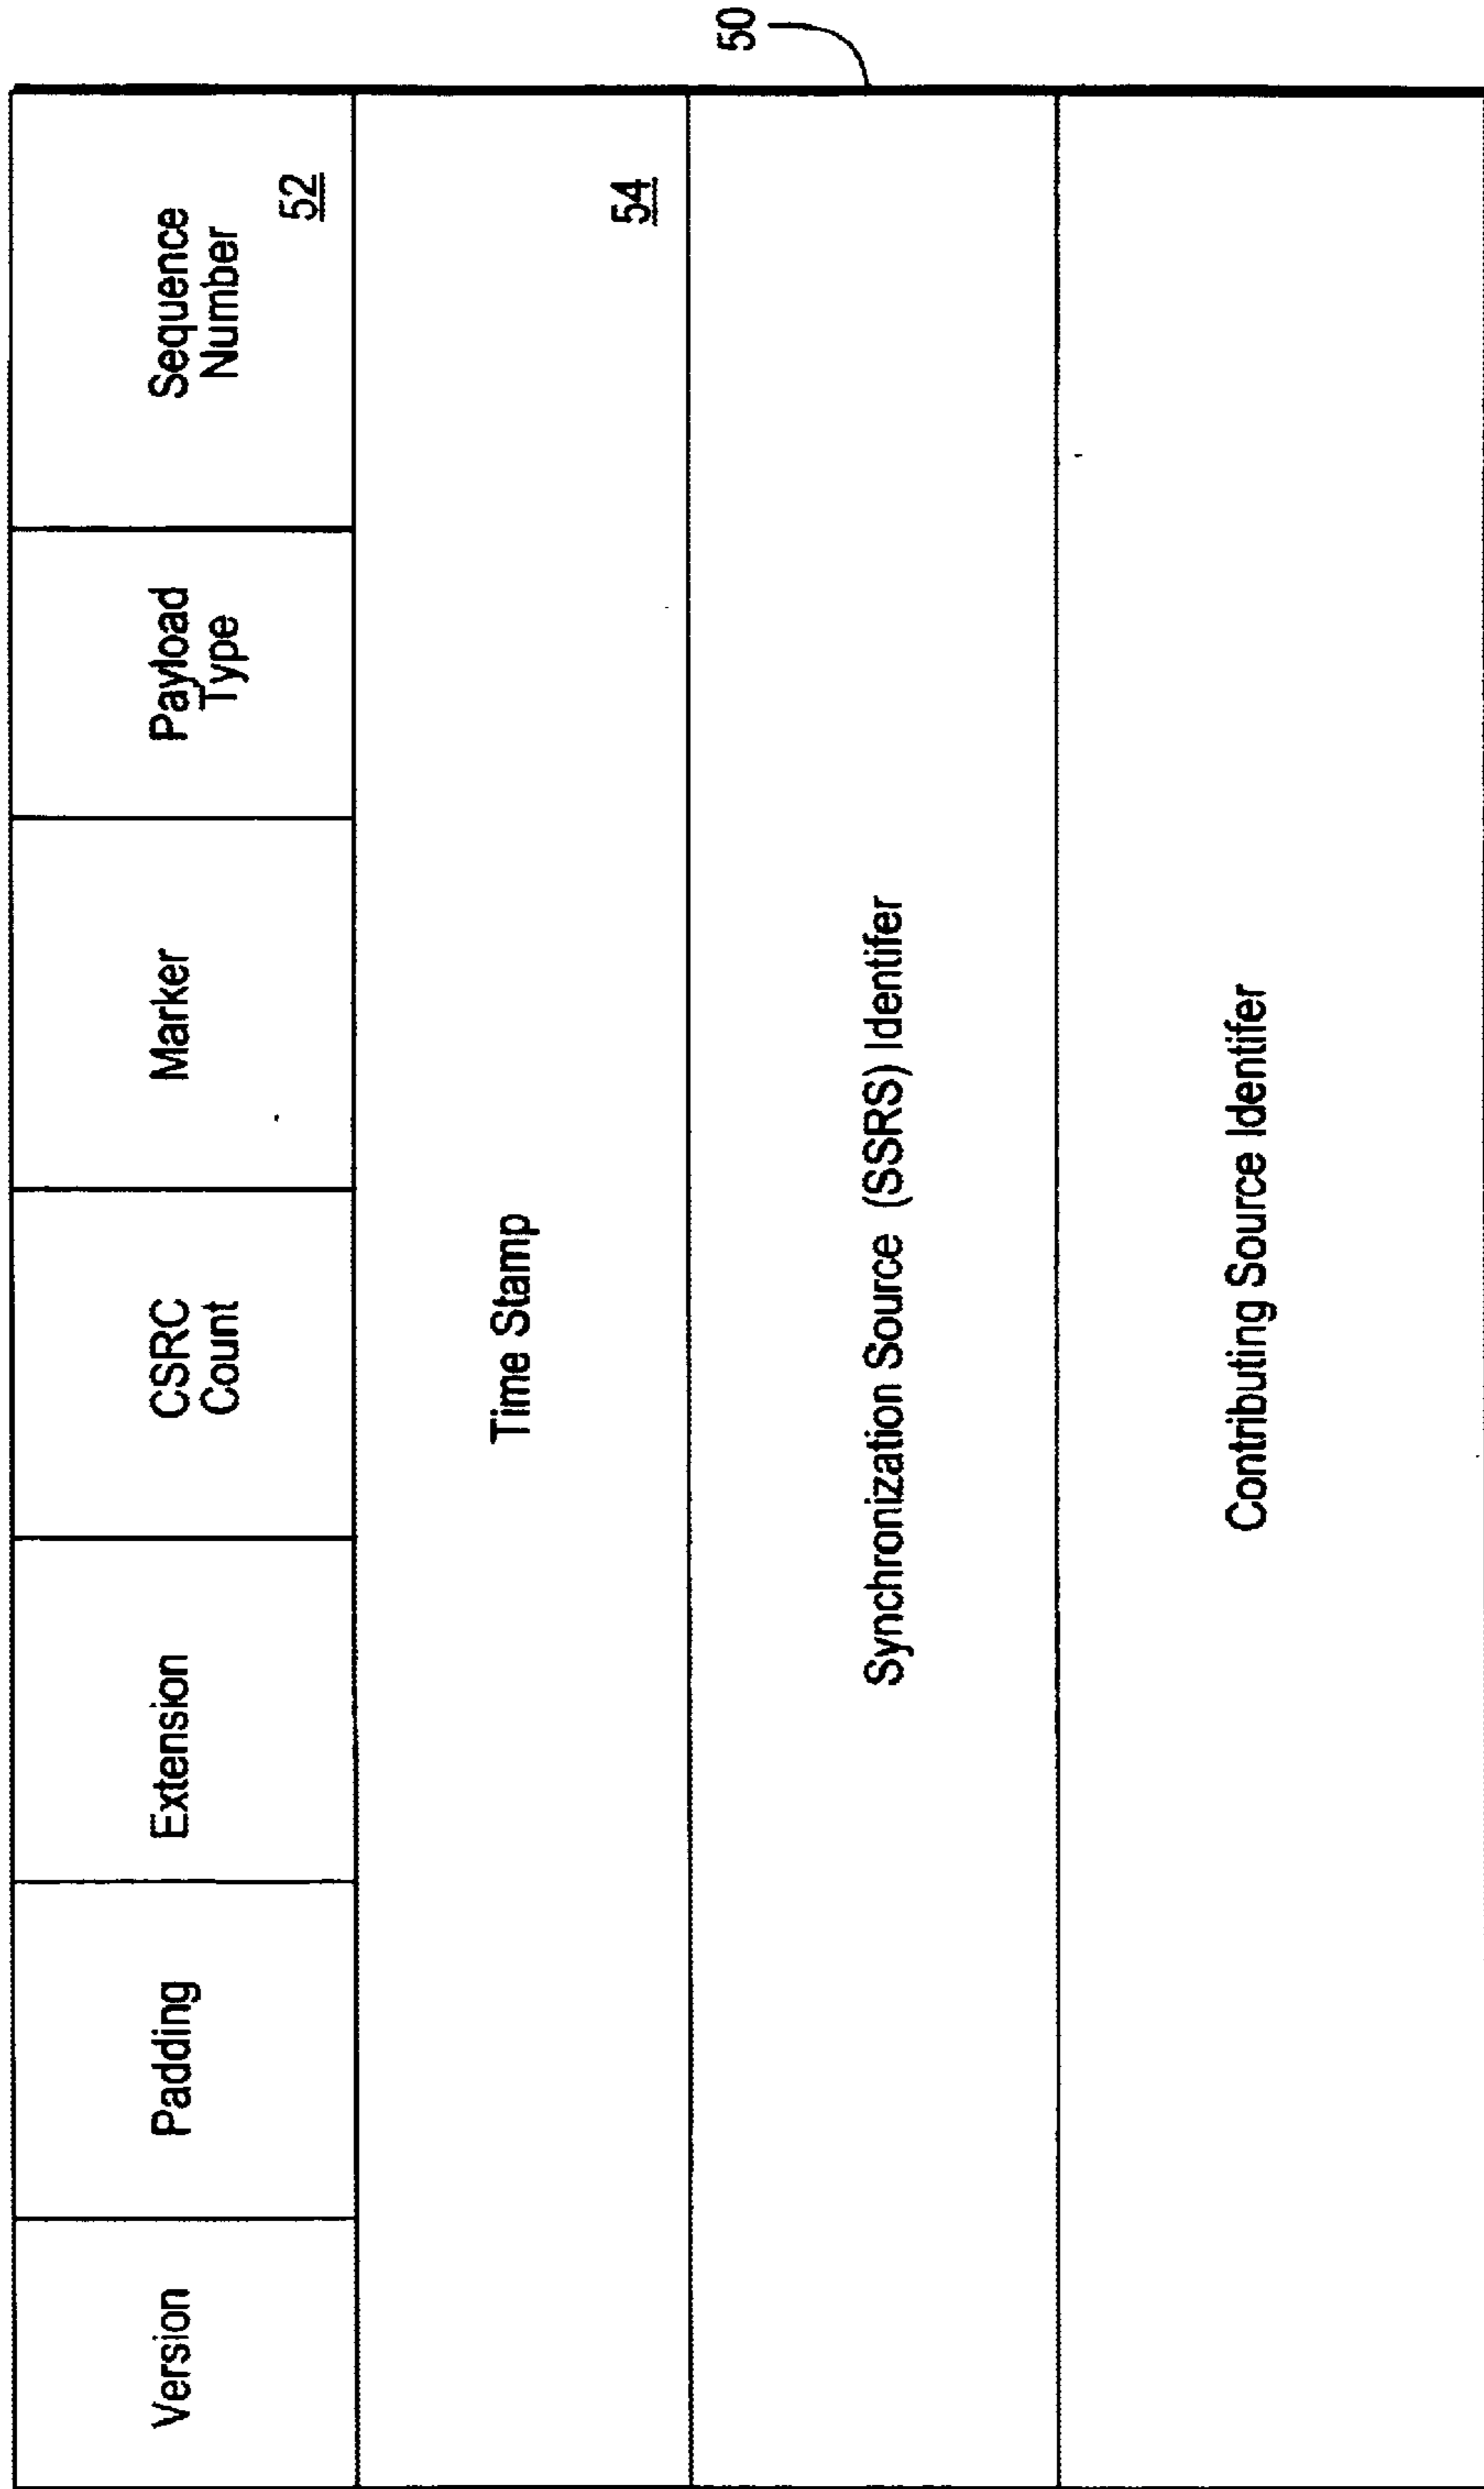 50
Version
Padding
Extension
CSRC
Count
Marker
Payload
Type
Sequence
Number
52
Time Stamp
54
Synchronization Source (SSRS) Identifer
Contributing Source Identifer